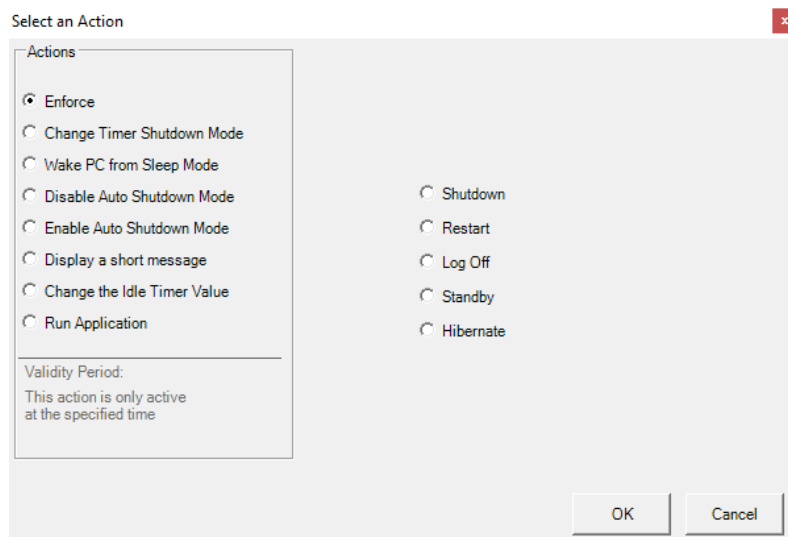 Select an Action
x
Actions
Enforce
Change Timer Shutdown Mode
Wake PC from Sleep Mode
Disable Auto Shutdown Mode
Enable Auto Shutdown Mode
Display a short message
Change the Idle Timer Value
Run Application
Validity Period:
This action is only active
at the specified time
Shutdown
Restart
Log Off
Standby
Hibernate
OK
Cancel